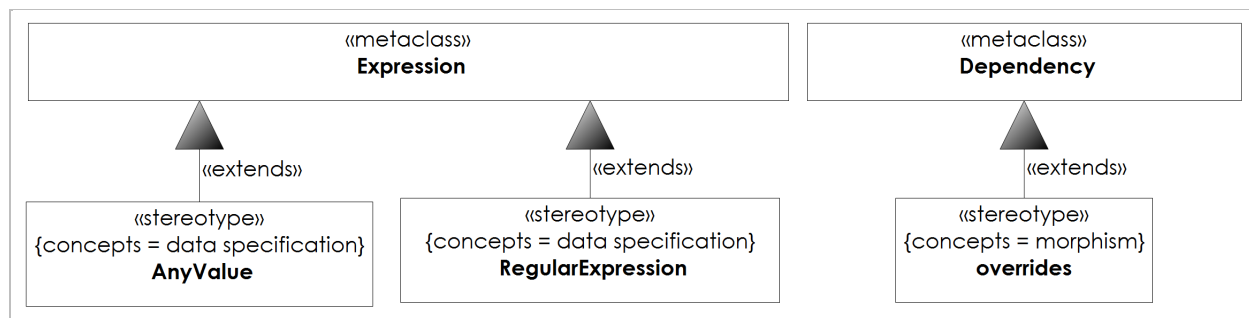 «metaclass»
Expression
«metaclass»
Dependency
«extends»
«extends»
«extends»
«stereotype»
{concepts = data specification}
AnyValue
«stereotype»
{concepts = data specification}
RegularExpression
«stereotype»
{concepts = morphism}
overrides